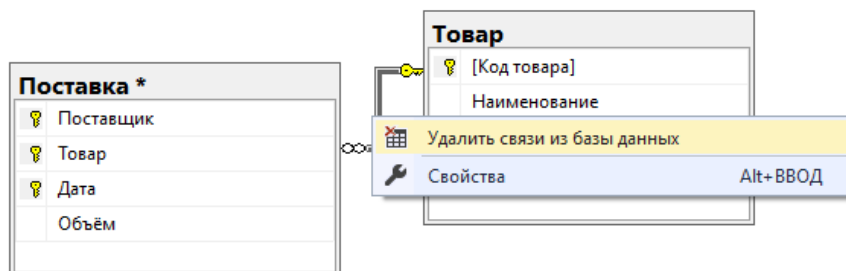 Товар
[Код товара]
Наименование
Поставка *
Поставщик
Товар
Дата
Объём
Удалить связи из базы данных
Свойства Alt+ВВОД